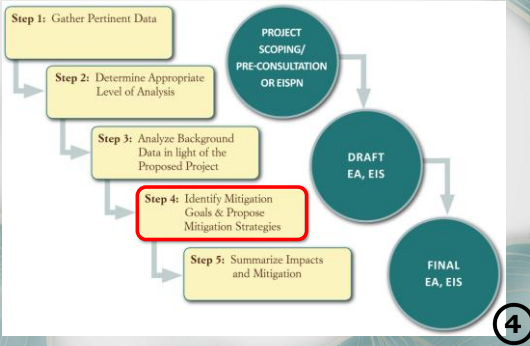 Step 1: Gather Pertinent Data
Step 2: Determine Appropriate
Level of Analysis
Step 3: Analyze Background
Data in light of the
Proposed Project
Step 4: Identify Mitigation
Goals & Propose
Mitigation Strategies
Step 5: Summarize Impacts
and Mitigation
PROJECT
SCOPING/
PRE-CONSULTATION
OR EISPN
DRAFT
EA, EIS
FINAL
EA, EIS
4